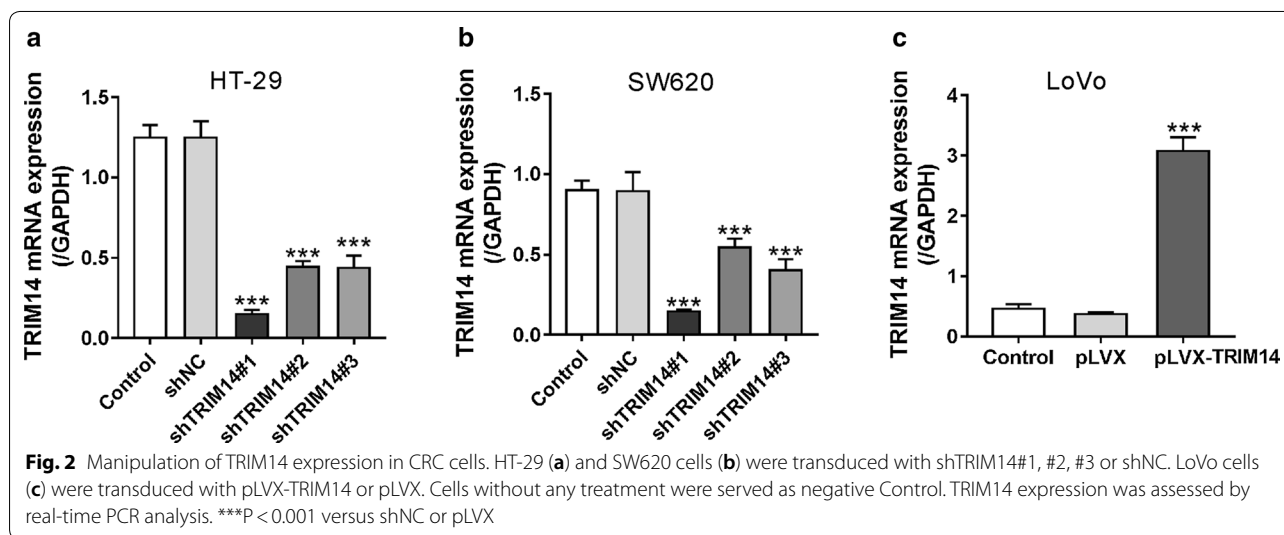 a
HT-29
TRIM14 mRNA expression
(/GAPDH)
1.5
1.0
0.5
0.0
***
***
***
Control
shNC
shTRIM14#1
shTRIM14#2
shTRIM14#3
b
SW620
TRIM14 mRNA expression
(/GAPDH)
1.5
1.0
0.5
0.0
***
***
***
Control
shNC
shTRIM14#1
shTRIM14#2
shTRIM14#3
c
LoVo
TRIM14 mRNA expression
(/GAPDH)
4
3
2
1
0
***
Control
pLVX
pLVX-TRIM14
Fig. 2 Manipulation of TRIM14 expression in CRC cells. HT-29 (a) and SW620 cells (b) were transduced with shTRIM14#1, #2, #3 or shNC. LoVo cells
(c) were transduced with pLVX-TRIM14 or pLVX. Cells without any treatment were served as negative Control. TRIM14 expression was assessed by
real-time PCR analysis. ***P < 0.001 versus shNC or pLVX